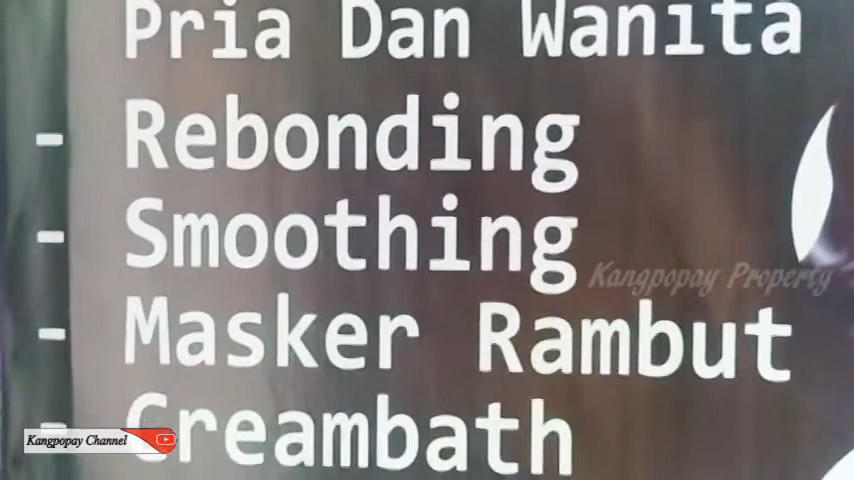 Pria Dan Wanita
- Rebonding
- Smoothing
Kangpopay Property
- Masker Rambut
- Creambath
Kangpopay Channel